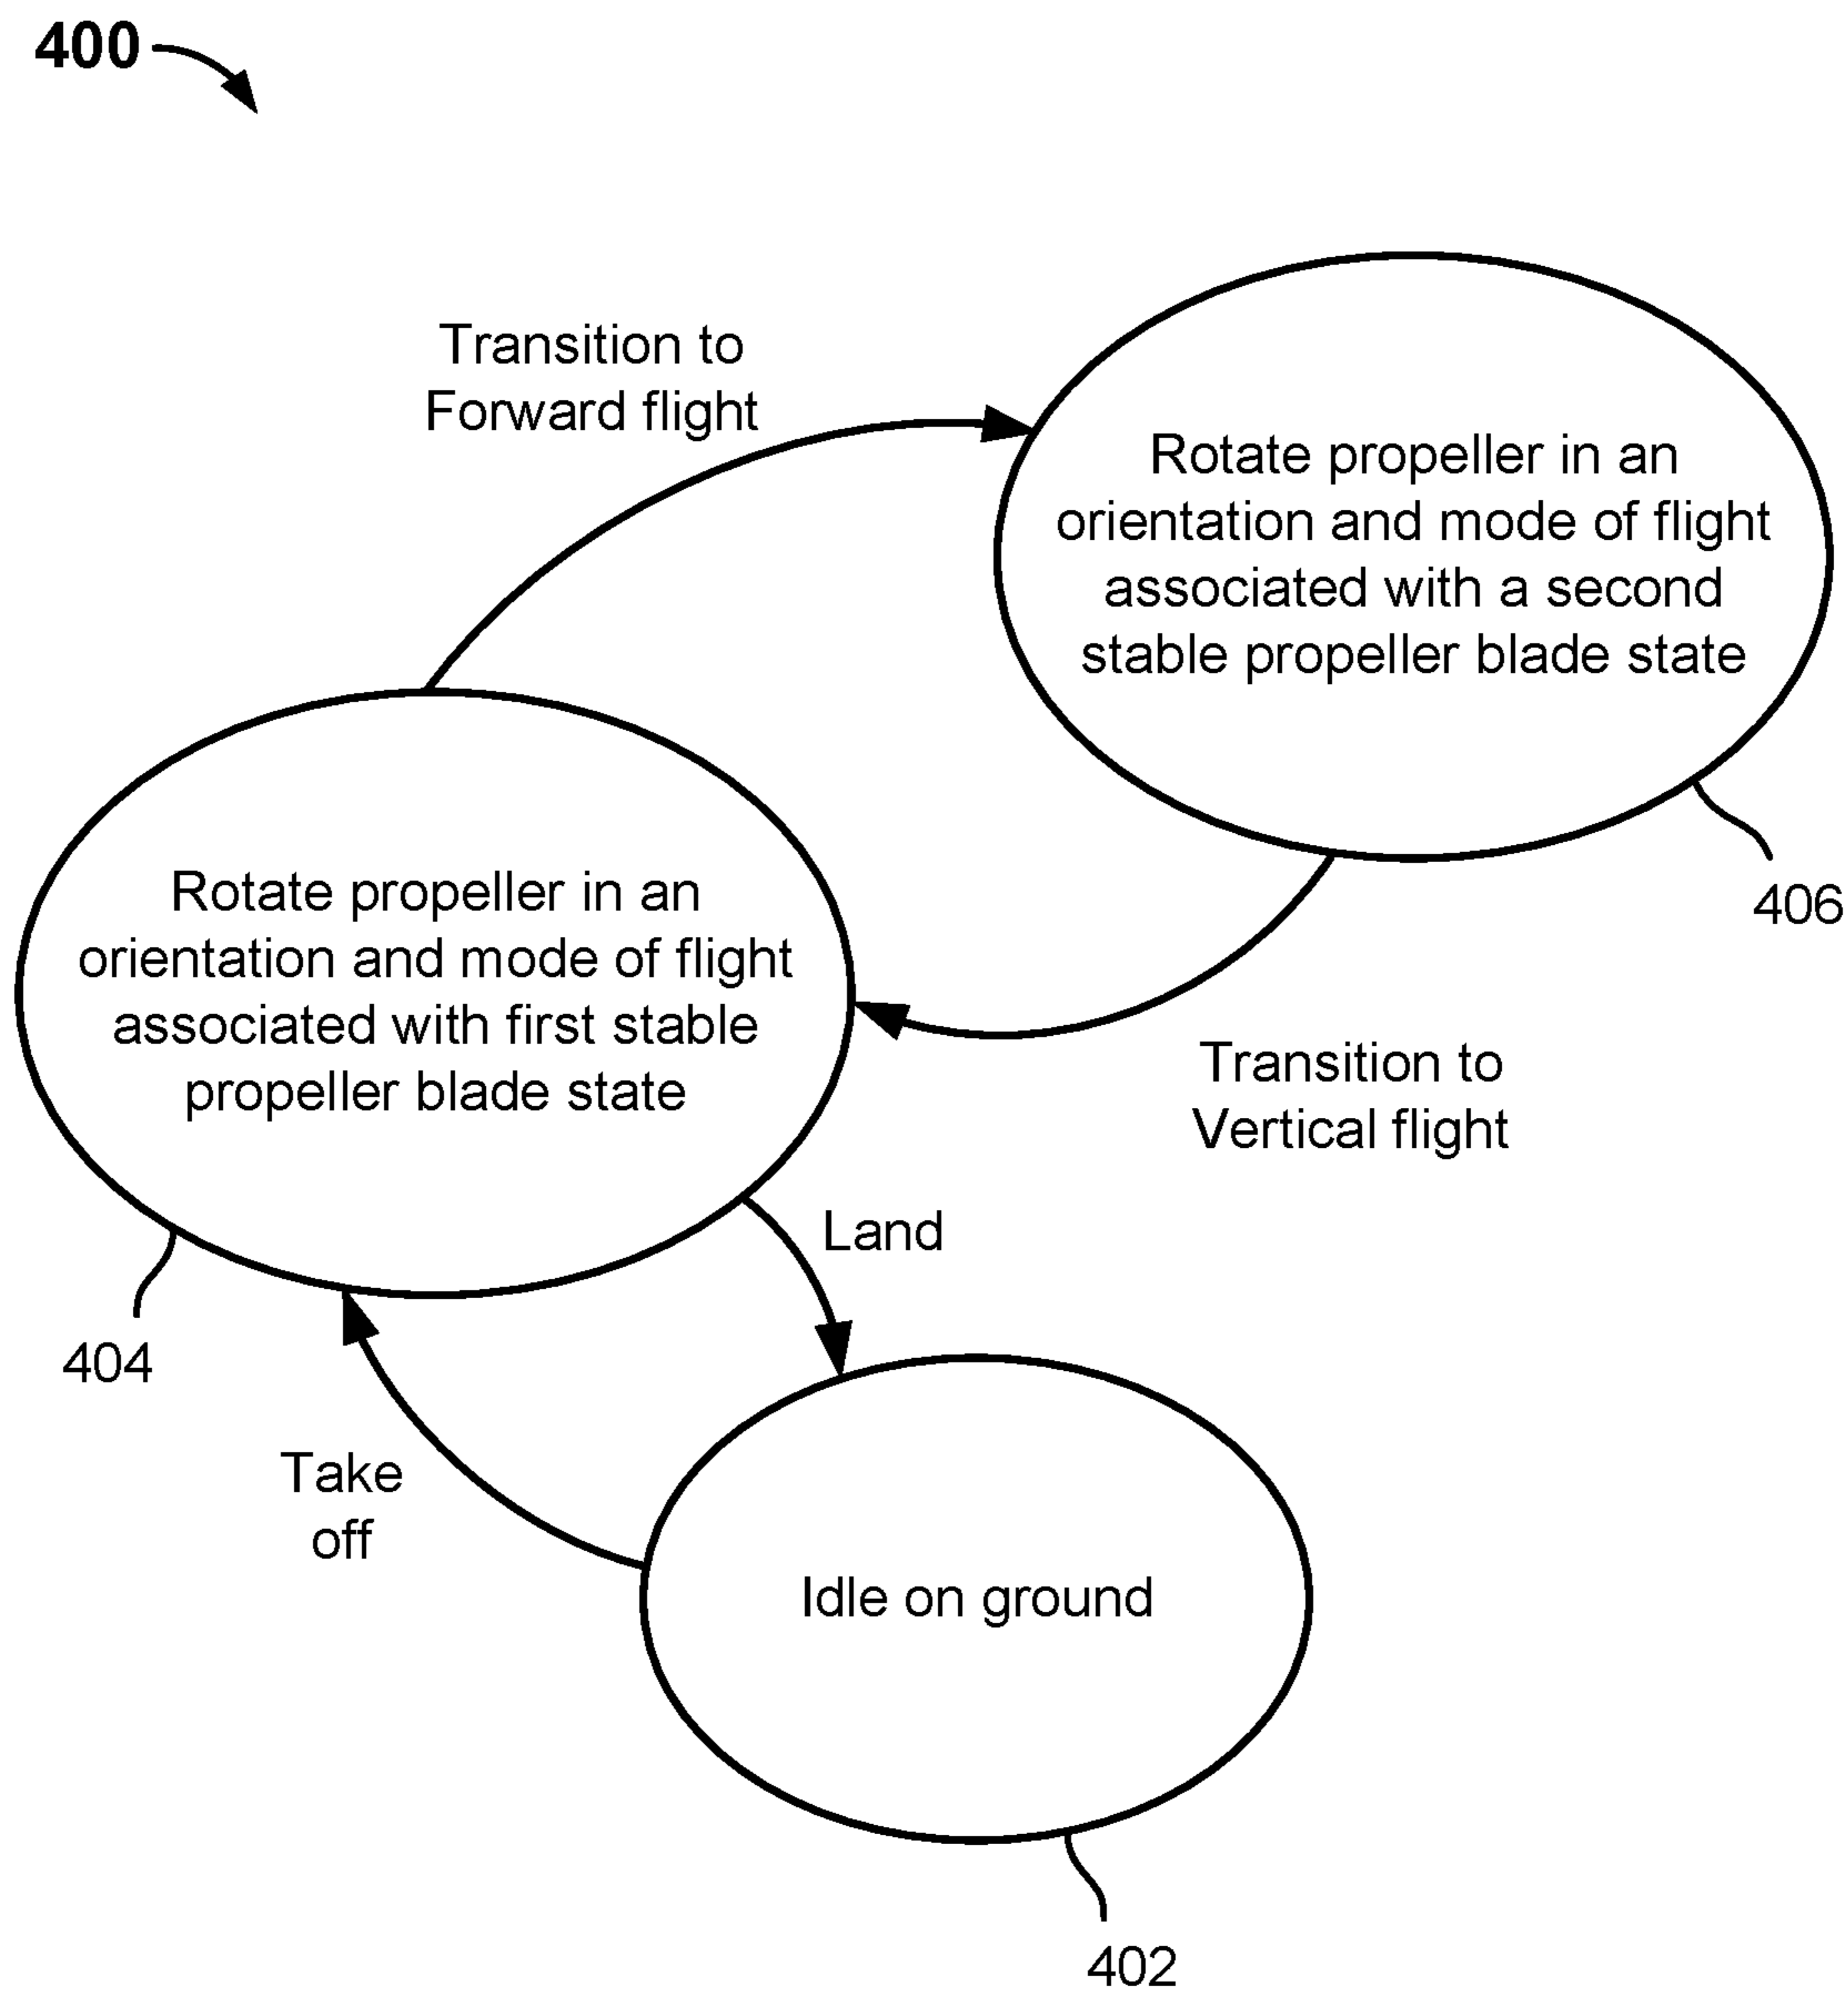 400
Transition to
Forward flight
Rotate propeller in an
orientation and mode of flight
associated with a second
stable propeller blade state
406
Rotate propeller in an
orientation and mode of flight
associated with first stable
propeller blade state
Transition to
Vertical flight
Land
404
Take
off
Idle on ground
402